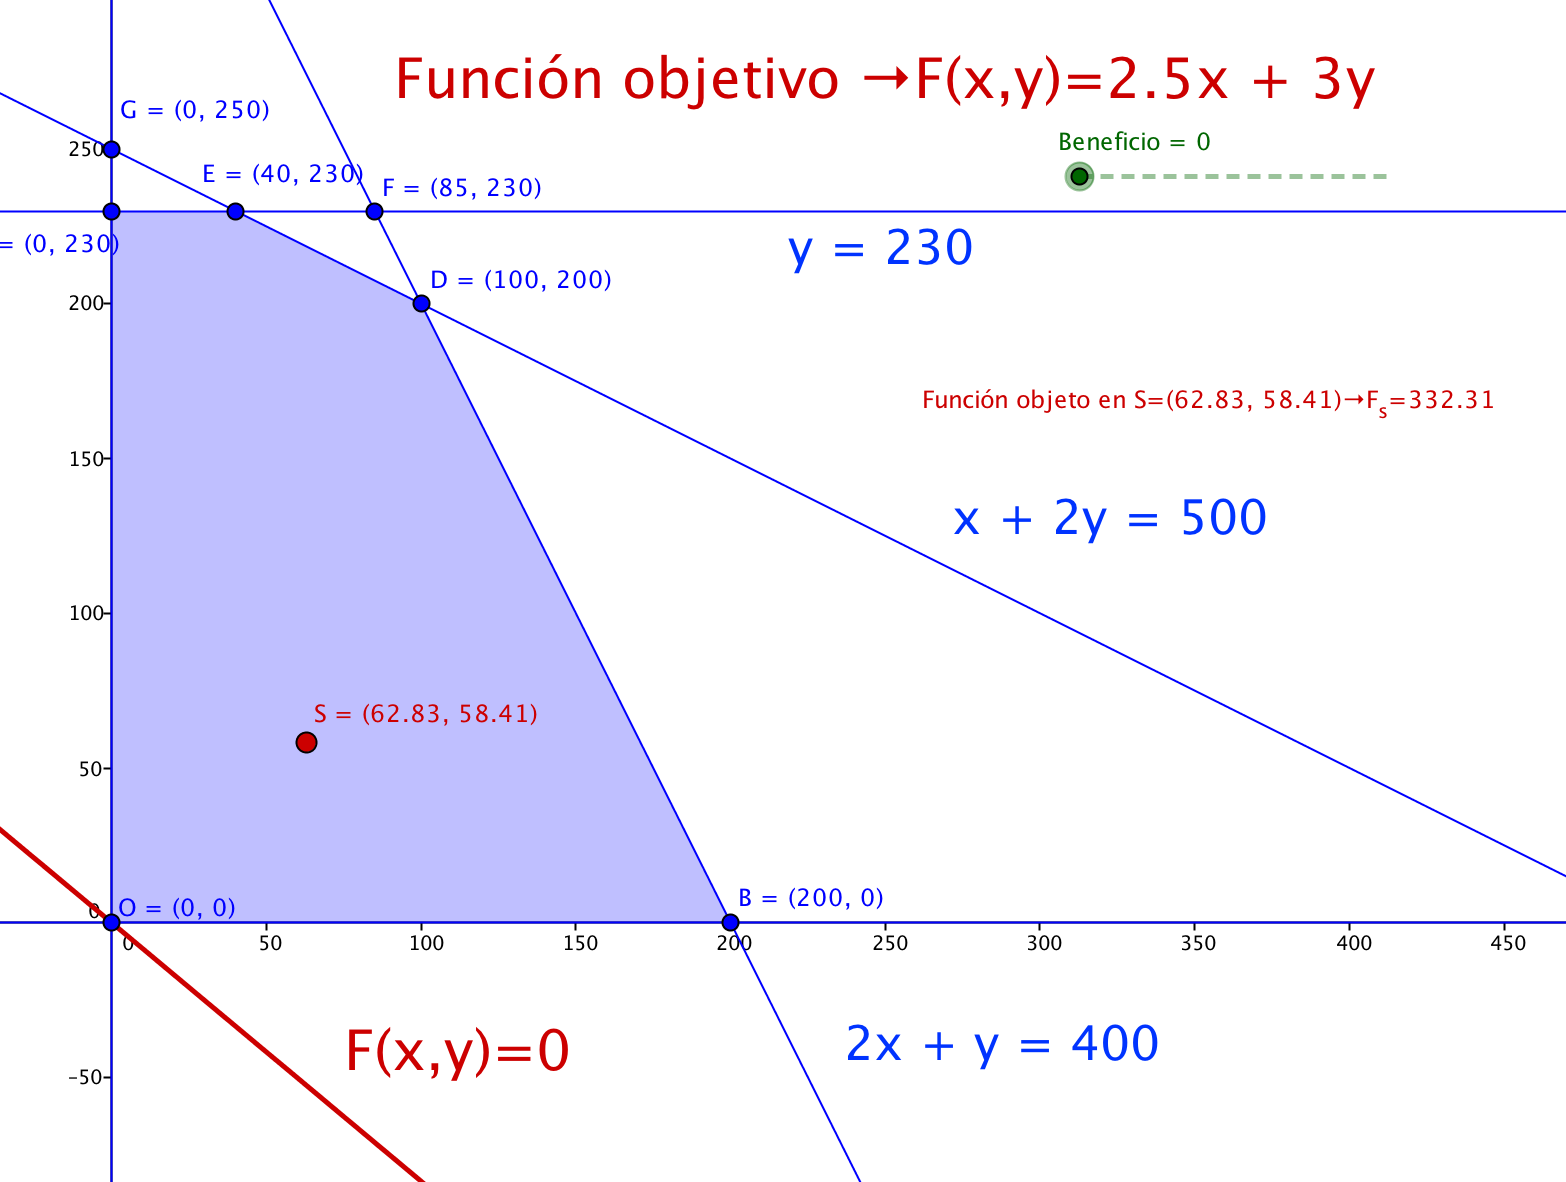 Función objetivo →F(x,y)=2.5x + 3y
G = (0, 250)
Beneficio = 0
250
E = (40, 230)
F = (85, 230)
= (0, 230)
y = 230
D = (100, 200)
200
Función objeto en S=(62.83, 58.41)→Fs=332.31
150
x + 2y = 500
100
S = (62.83, 58.41)
50
B = (200, 0)
O = (0, 0)
0
0 50 100 150 200 250 300 350 400 450
F(x,y)=0
2x + y = 400
−50